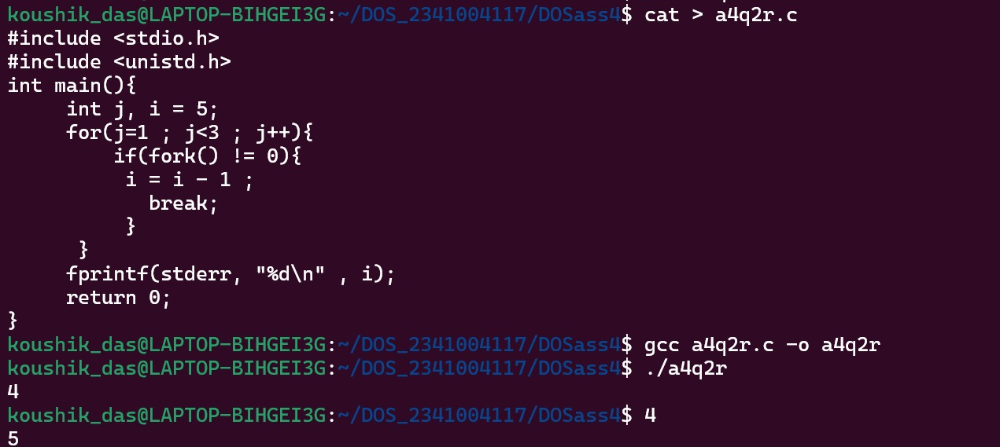 koushik_das@LAPTOP-BIHGEI3G:~/DOS_2341004117/DOSass4$ cat > a4q2r.c
#include <stdio.h>
#include <unistd.h>
int main(){
     int j, i = 5;
     for(j=1 ; j<3 ; j++){
         if(fork() != 0){
          i = i - 1 ;
            break;
          }
      }
     fprintf(stderr, "%d\n" , i);
     return 0;
}
koushik_das@LAPTOP-BIHGEI3G:~/DOS_2341004117/DOSass4$ gcc a4q2r.c -o a4q2r
koushik_das@LAPTOP-BIHGEI3G:~/DOS_2341004117/DOSass4$ ./a4q2r
4
koushik_das@LAPTOP-BIHGEI3G:~/DOS_2341004117/DOSass4$ 4
5